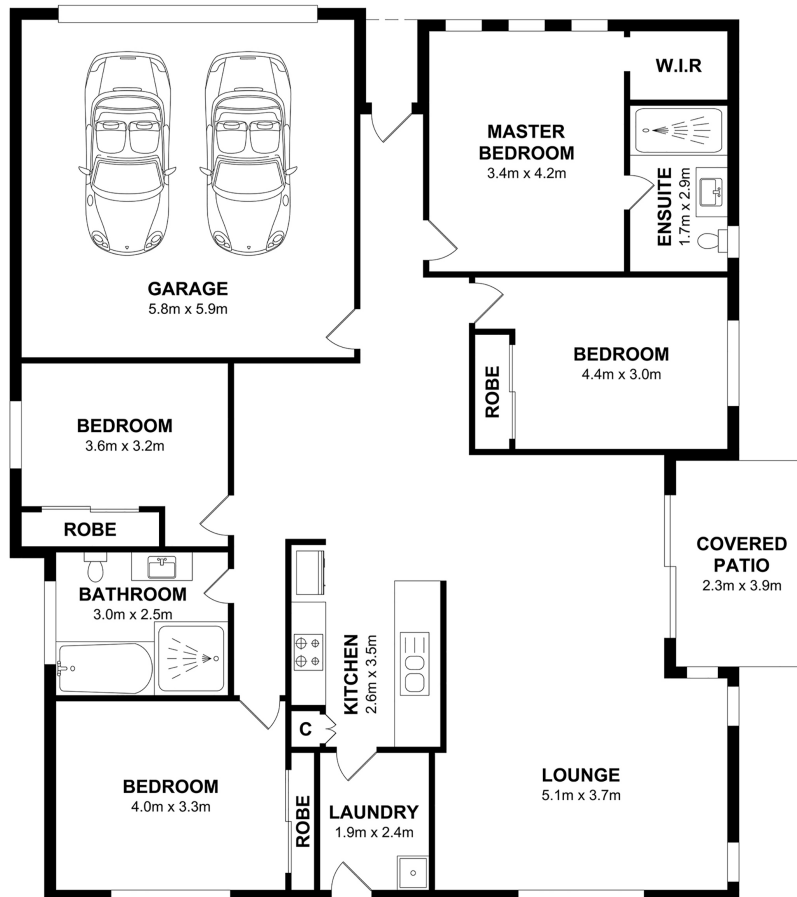 W.I.R
MASTER
BEDROOM
3.4m x 4.2m
ENSUITE
1.7m x 2.9m
GARAGE
5.8m x 5.9m
BEDROOM
4.4m x 3.0m
ROBE
BEDROOM
3.6m x 3.2m
ROBE
COVERED
PATIO
2.3m x 3.9m
BATHROOM
3.0m x 2.5m
KITCHEN
2.6m x 3.5m
C
LOUNGE
5.1m x 3.7m
BEDROOM
4.0m x 3.3m
ROBE
LAUNDRY
1.9m x 2.4m